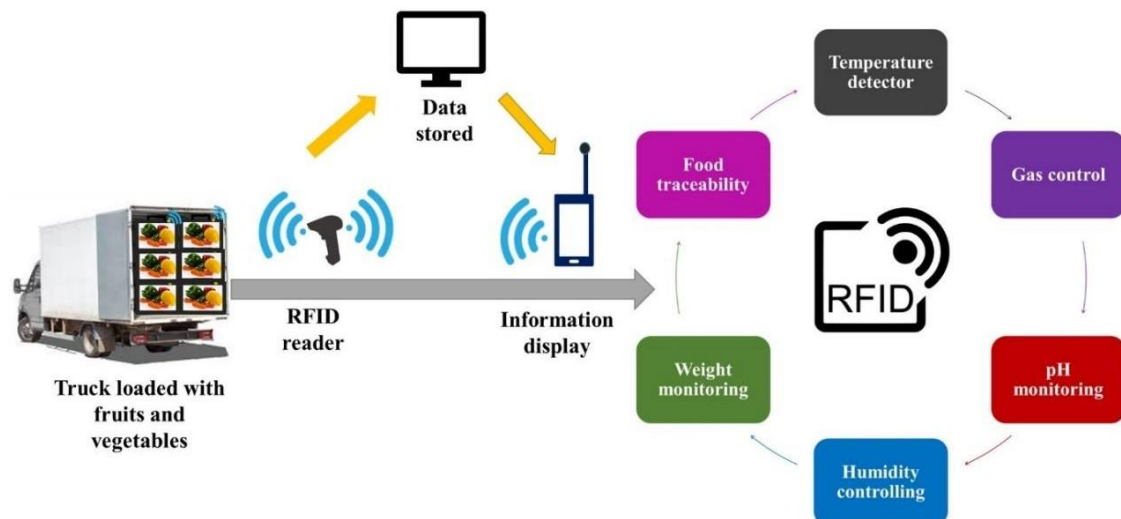 Data
stored
RFID
reader
Information
display
Truck loaded with
fruits and
vegetables
Temperature
detector
Gas control
pH
monitoring
Humidity
controlling
Weight
monitoring
Food
traceability
RFID